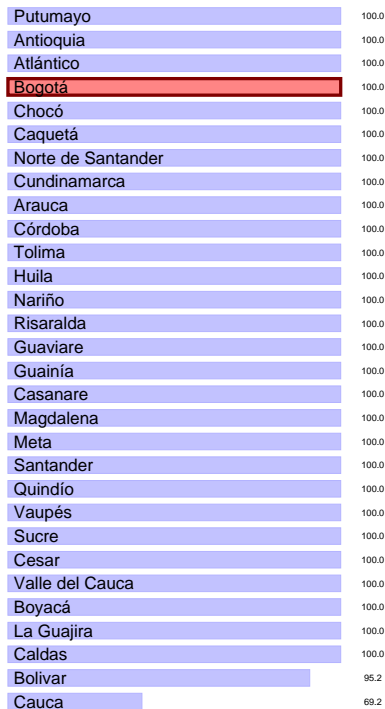 Putumayo 100.0
Antioquia 100.0
Atlántico 100.0
Bogotá 100.0
Chocó 100.0
Caquetá 100.0
Norte de Santander 100.0
Cundinamarca 100.0
Arauca 100.0
Córdoba 100.0
Tolima 100.0
Huila 100.0
Nariño 100.0
Risaralda 100.0
Guaviare 100.0
Guainía 100.0
Casanare 100.0
Magdalena 100.0
Meta 100.0
Santander 100.0
Quindío 100.0
Vaupés 100.0
Sucre 100.0
Cesar 100.0
Valle del Cauca 100.0
Boyacá 100.0
La Guajira 100.0
Caldas 100.0
Bolivar 95.2
Cauca 69.2